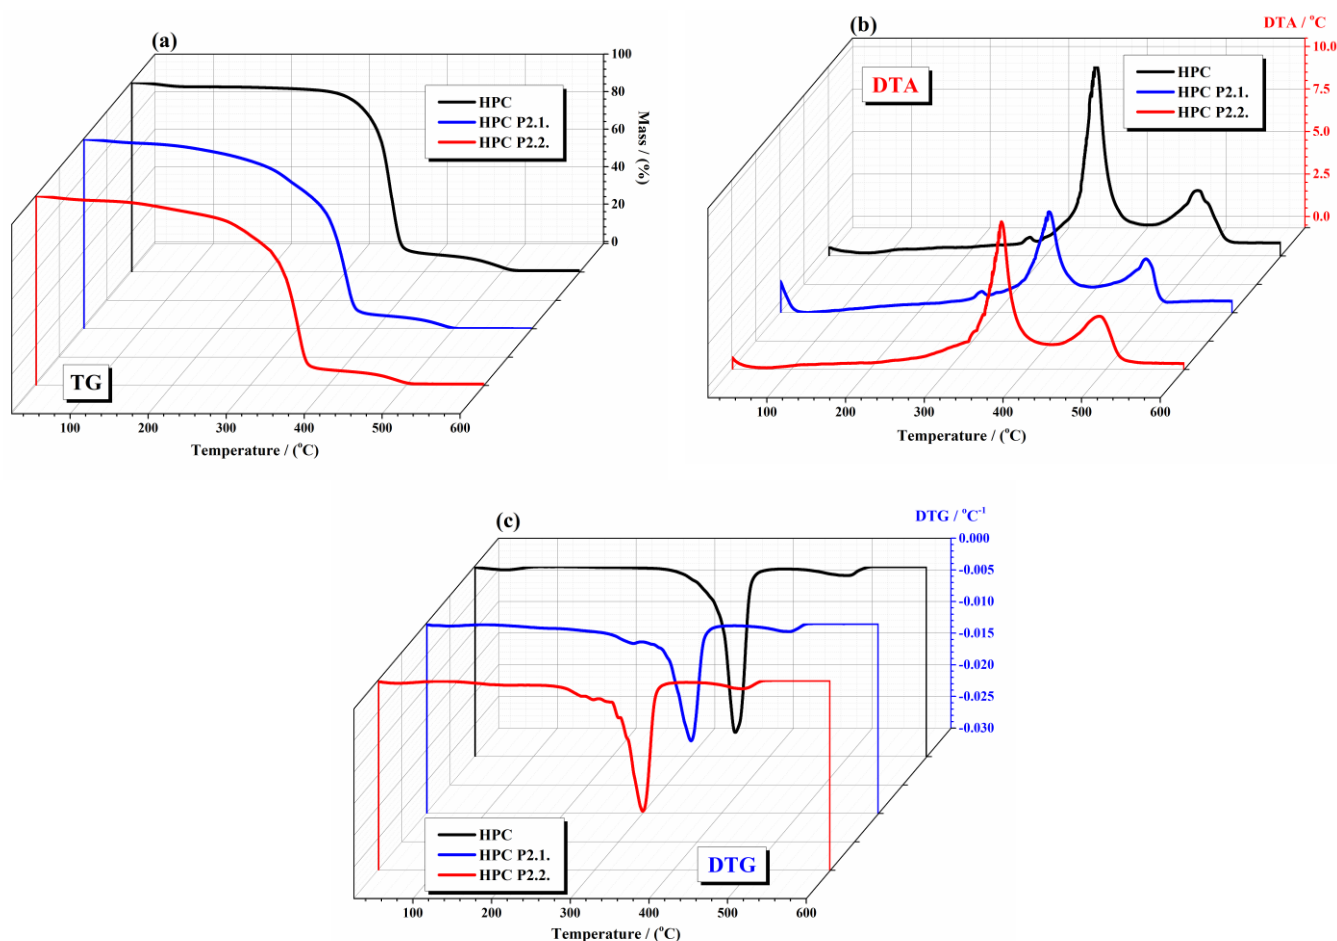 (a)
100
80
60
40
20
0
Mass / (%)
HPC
HPC P2.1.
HPC P2.2.
TG
100 200 300 400 500 600
Temperature / (°C)
(b)
DTA / °C
10.0
7.5
5.0
2.5
0.0
DTA
HPC
HPC P2.1.
HPC P2.2.
100 200 300 400 500 600
Temperature / (°C)
(c)
DTG / °C⁻¹
0.000
-0.005
-0.010
-0.015
-0.020
-0.025
-0.030
HPC
HPC P2.1.
HPC P2.2.
DTG
100 200 300 400 500 600
Temperature / (°C)